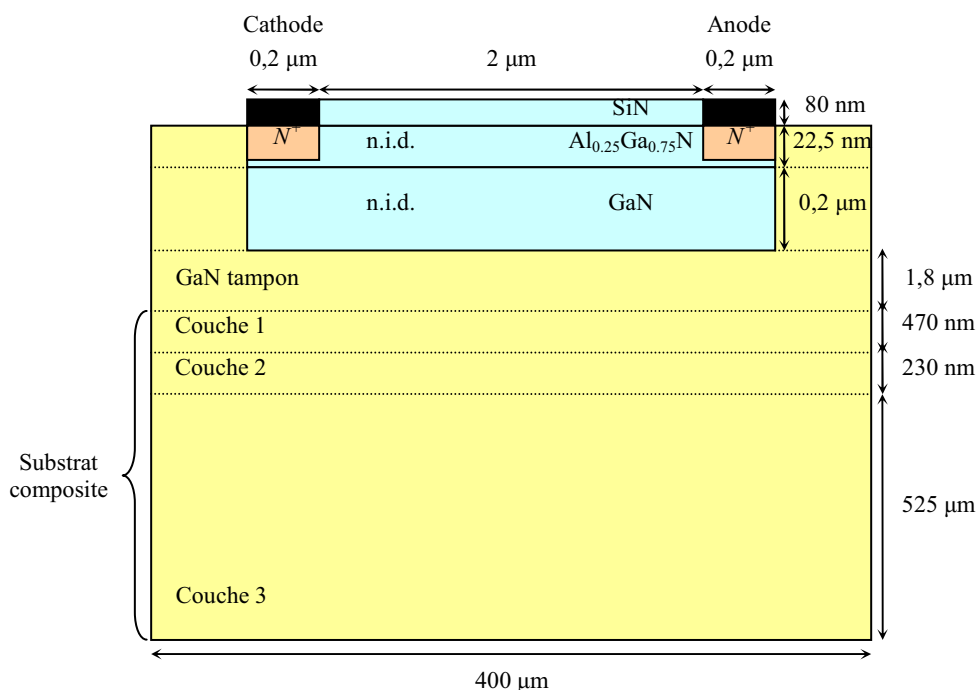 Cathode
Anode
0,2 µm
2 µm
0,2 µm
SiN
80 nm
N+
n.i.d.
Al0.25Ga0.75N
N+
22,5 nm
n.i.d.
GaN
0,2 µm
GaN tampon
1,8 µm
Couche 1
470 nm
Couche 2
230 nm
Substrat
composite
525 µm
Couche 3
400 µm